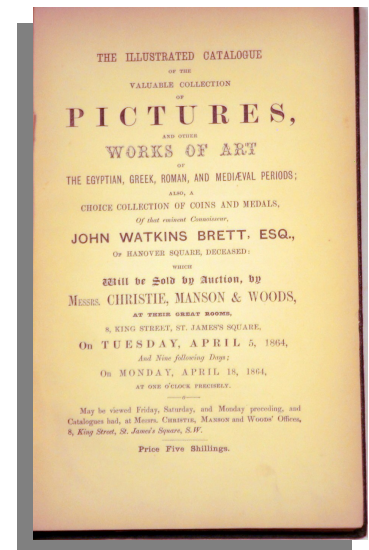 THE ILLUSTRATED CATALOGUE
OF THE
VALUABLE COLLECTION
OF
PICTURES,
AND OTHER
WORKS OF ART
OF
THE EGYPTIAN, GREEK, ROMAN, AND MEDIÆVAL PERIODS;
ALSO, A
CHOICE COLLECTION OF COINS AND MEDALS,
Of that eminent Connoisseur,
JOHN WATKINS BRETT, ESQ.,
OF HANOVER SQUARE, DECEASED:
WHICH
Will be Sold by Auction, by
MESSRS. CHRISTIE, MANSON & WOODS,
AT THEIR GREAT ROOMS,
8, KING STREET, ST. JAMES'S SQUARE,
On TUESDAY, APRIL 5, 1864,
And Nine following Days;
On MONDAY, APRIL 18, 1864,
AT ONE O'CLOCK PRECISELY.
May be viewed Friday, Saturday, and Monday preceding, and
Catalogues had, at Messrs. CHRISTIE, MANSON and WOODS' Offices,
8, King Street, St. James's Square, S.W.
Price Five Shillings.